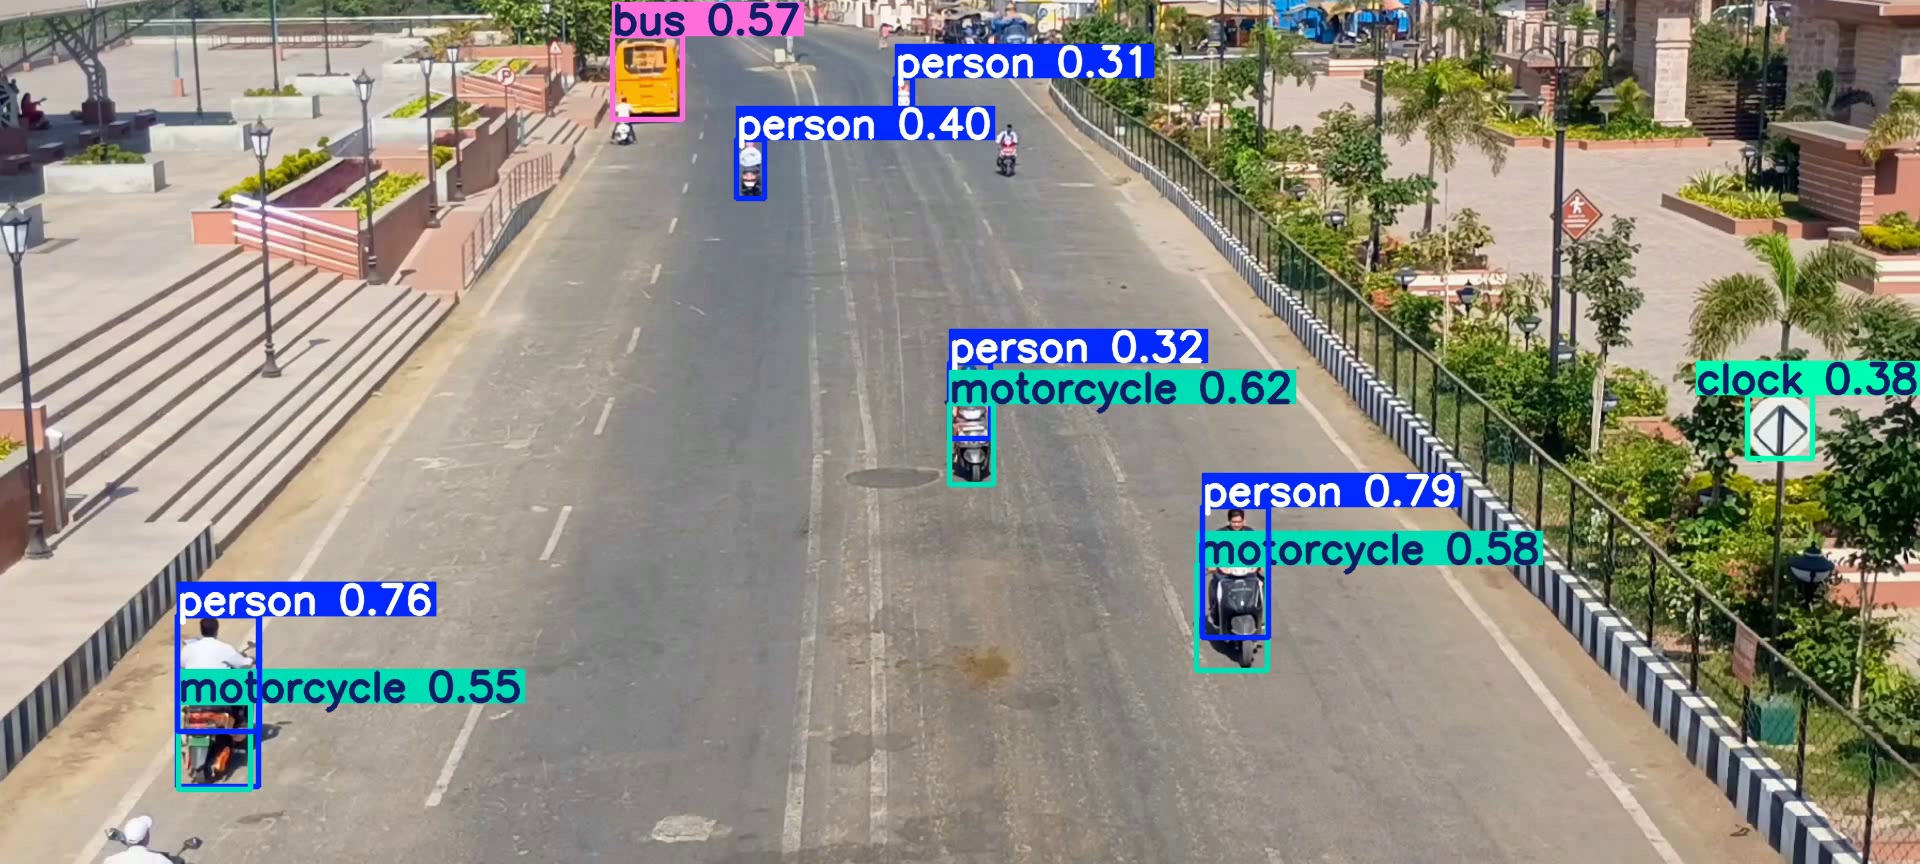 bus 0.57
person 0.31
person 0.40
person 0.32
motorcycle 0.62
clock 0.38
person 0.79
motorcycle 0.58
person 0.76
motorcycle 0.55
P